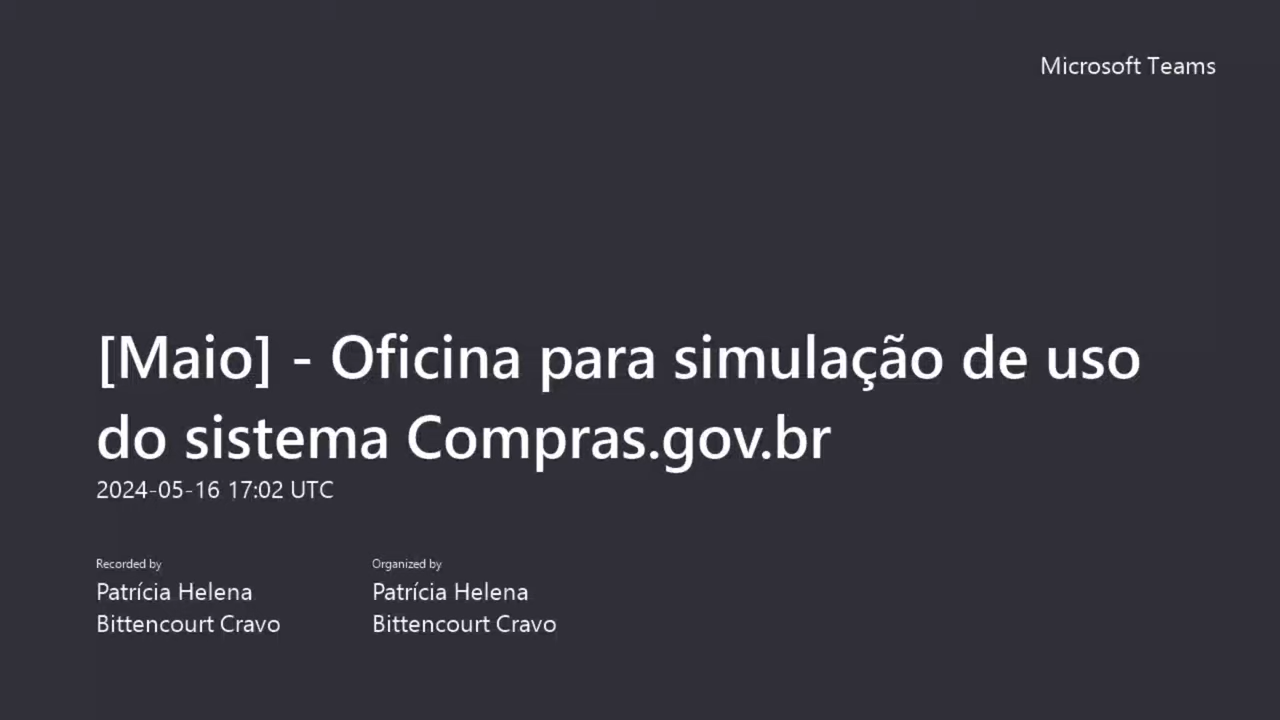 Microsoft Teams
[Maio] - Oficina para simulação de uso
do sistema Compras.gov.br
2024-05-16 17:02 UTC
Recorded by
Patrícia Helena
Bittencourt Cravo
Organized by
Patrícia Helena
Bittencourt Cravo